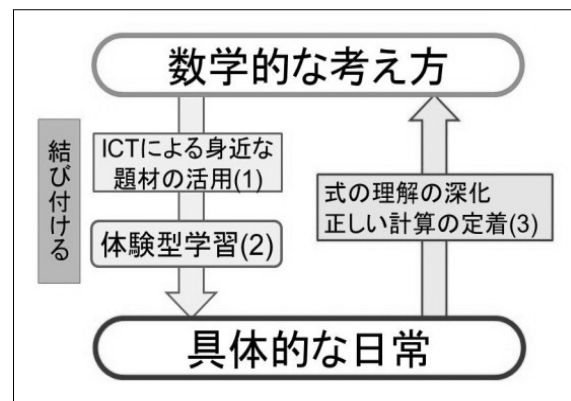 数学的な考え方
結び付ける
ICTによる身近な
題材の活用(1)
体験型学習(2)
式の理解の深化
正しい計算の定着(3)
具体的な日常